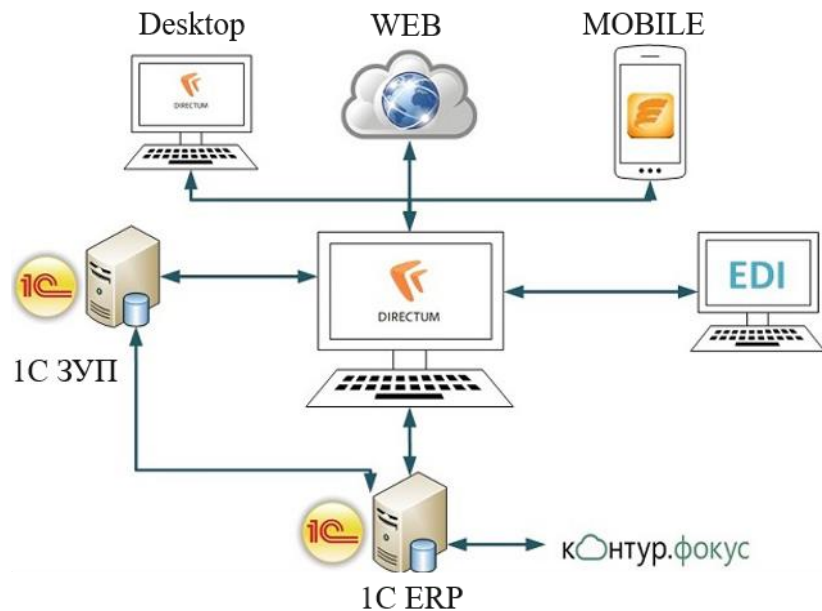 Desktop
WEB
MOBILE
DIRECTUM
1С
1С ЗУП
DIRECTUM
EDI
1С
1С ERP
контур.фокус